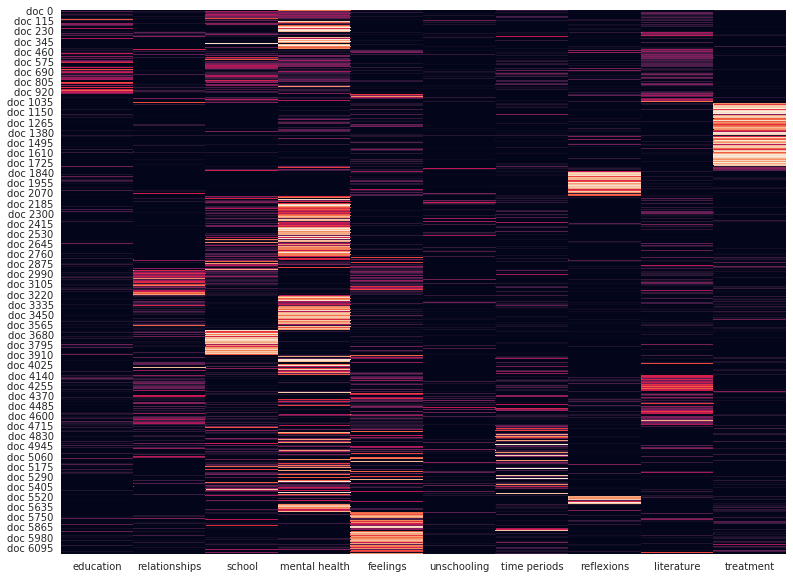 doc 0
doc 115
doc 230
doc 345
doc 460
doc 575
doc 690
doc 805
doc 920
doc 1035
doc 1150
doc 1265
doc 1380
doc 1495
doc 1610
doc 1725
doc 1840
doc 1955
doc 2070
doc 2185
doc 2300
doc 2415
doc 2530
doc 2645
doc 2760
doc 2875
doc 2990
doc 3105
doc 3220
doc 3335
doc 3450
doc 3565
doc 3680
doc 3795
doc 3910
doc 4025
doc 4140
doc 4255
doc 4370
doc 4485
doc 4600
doc 4715
doc 4830
doc 4945
doc 5060
doc 5175
doc 5290
doc 5405
doc 5520
doc 5635
doc 5750
doc 5865
doc 5980
doc 6095
education relationships school mental health feelings unschooling time periods reflexions literature treatment